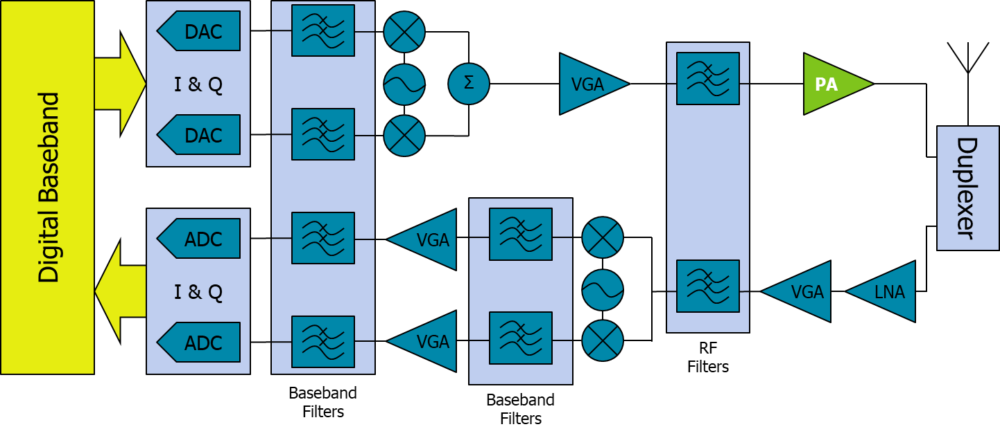 Digital Baseband
DAC
I & Q
DAC
Σ
VGA
PA
Duplexer
ADC
I & Q
ADC
VGA
VGA
VGA
LNA
RF
Filters
Baseband
Filters
Baseband
Filters